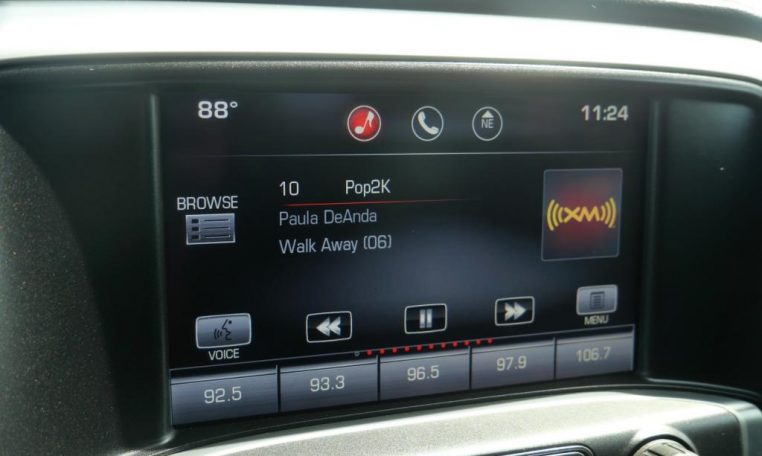 88°
NE
11:24
BROWSE
10 Pop2K
Paula DeAnda
Walk Away (06)
((XM))
VOICE
MENU
92.5
93.3
96.5
97.9
106.7